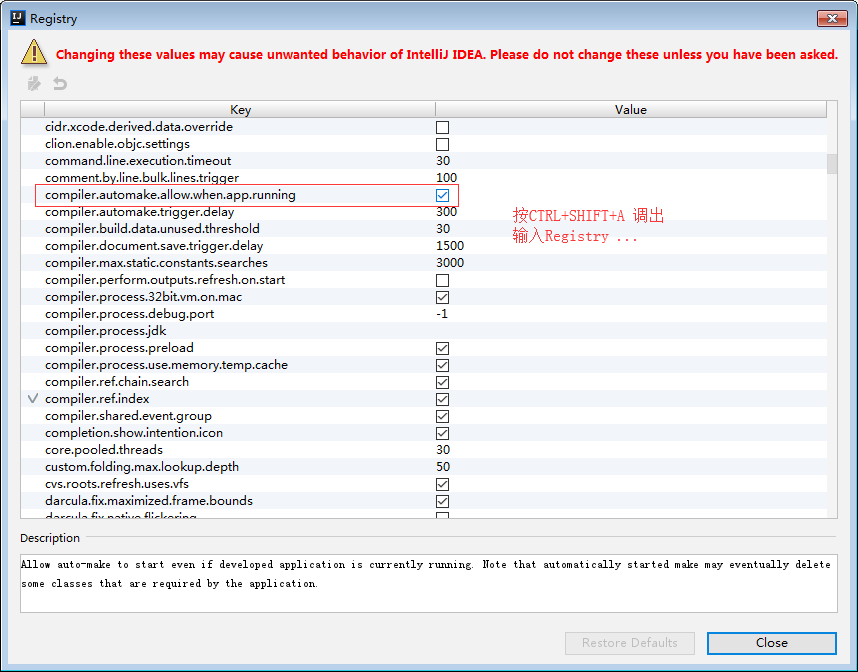 Registry
Changing these values may cause unwanted behavior of IntelliJ IDEA. Please do not change these unless you have been asked.
Key Value
cidr.xcode.derived.data.override
clion.enable.objc.settings
command.line.execution.timeout 30
comment.by.line.bulk.lines.trigger 100
compiler.automake.allow.when.app.running
compiler.automake.trigger.delay 300
按CTRL+SHIFT+A 调出
compiler.build.data.unused.threshold 30
输入Registry ...
compiler.document.save.trigger.delay 1500
compiler.max.static.constants.searches 3000
compiler.perform.outputs.refresh.on.start
compiler.process.32bit.vm.on.mac
compiler.process.debug.port -1
compiler.process.jdk
compiler.process.preload
compiler.process.use.memory.temp.cache
compiler.ref.chain.search
compiler.ref.index
compiler.shared.event.group
completion.show.intention.icon
core.pooled.threads 30
custom.folding.max.lookup.depth 50
cvs.roots.refresh.uses.vfs
darcula.fix.maximized.frame.bounds
darcula.fix.native.flickering
Description
Allow auto-make to start even if developed application is currently running. Note that automatically started make may eventually delete
some classes that are required by the application.
Restore Defaults Close